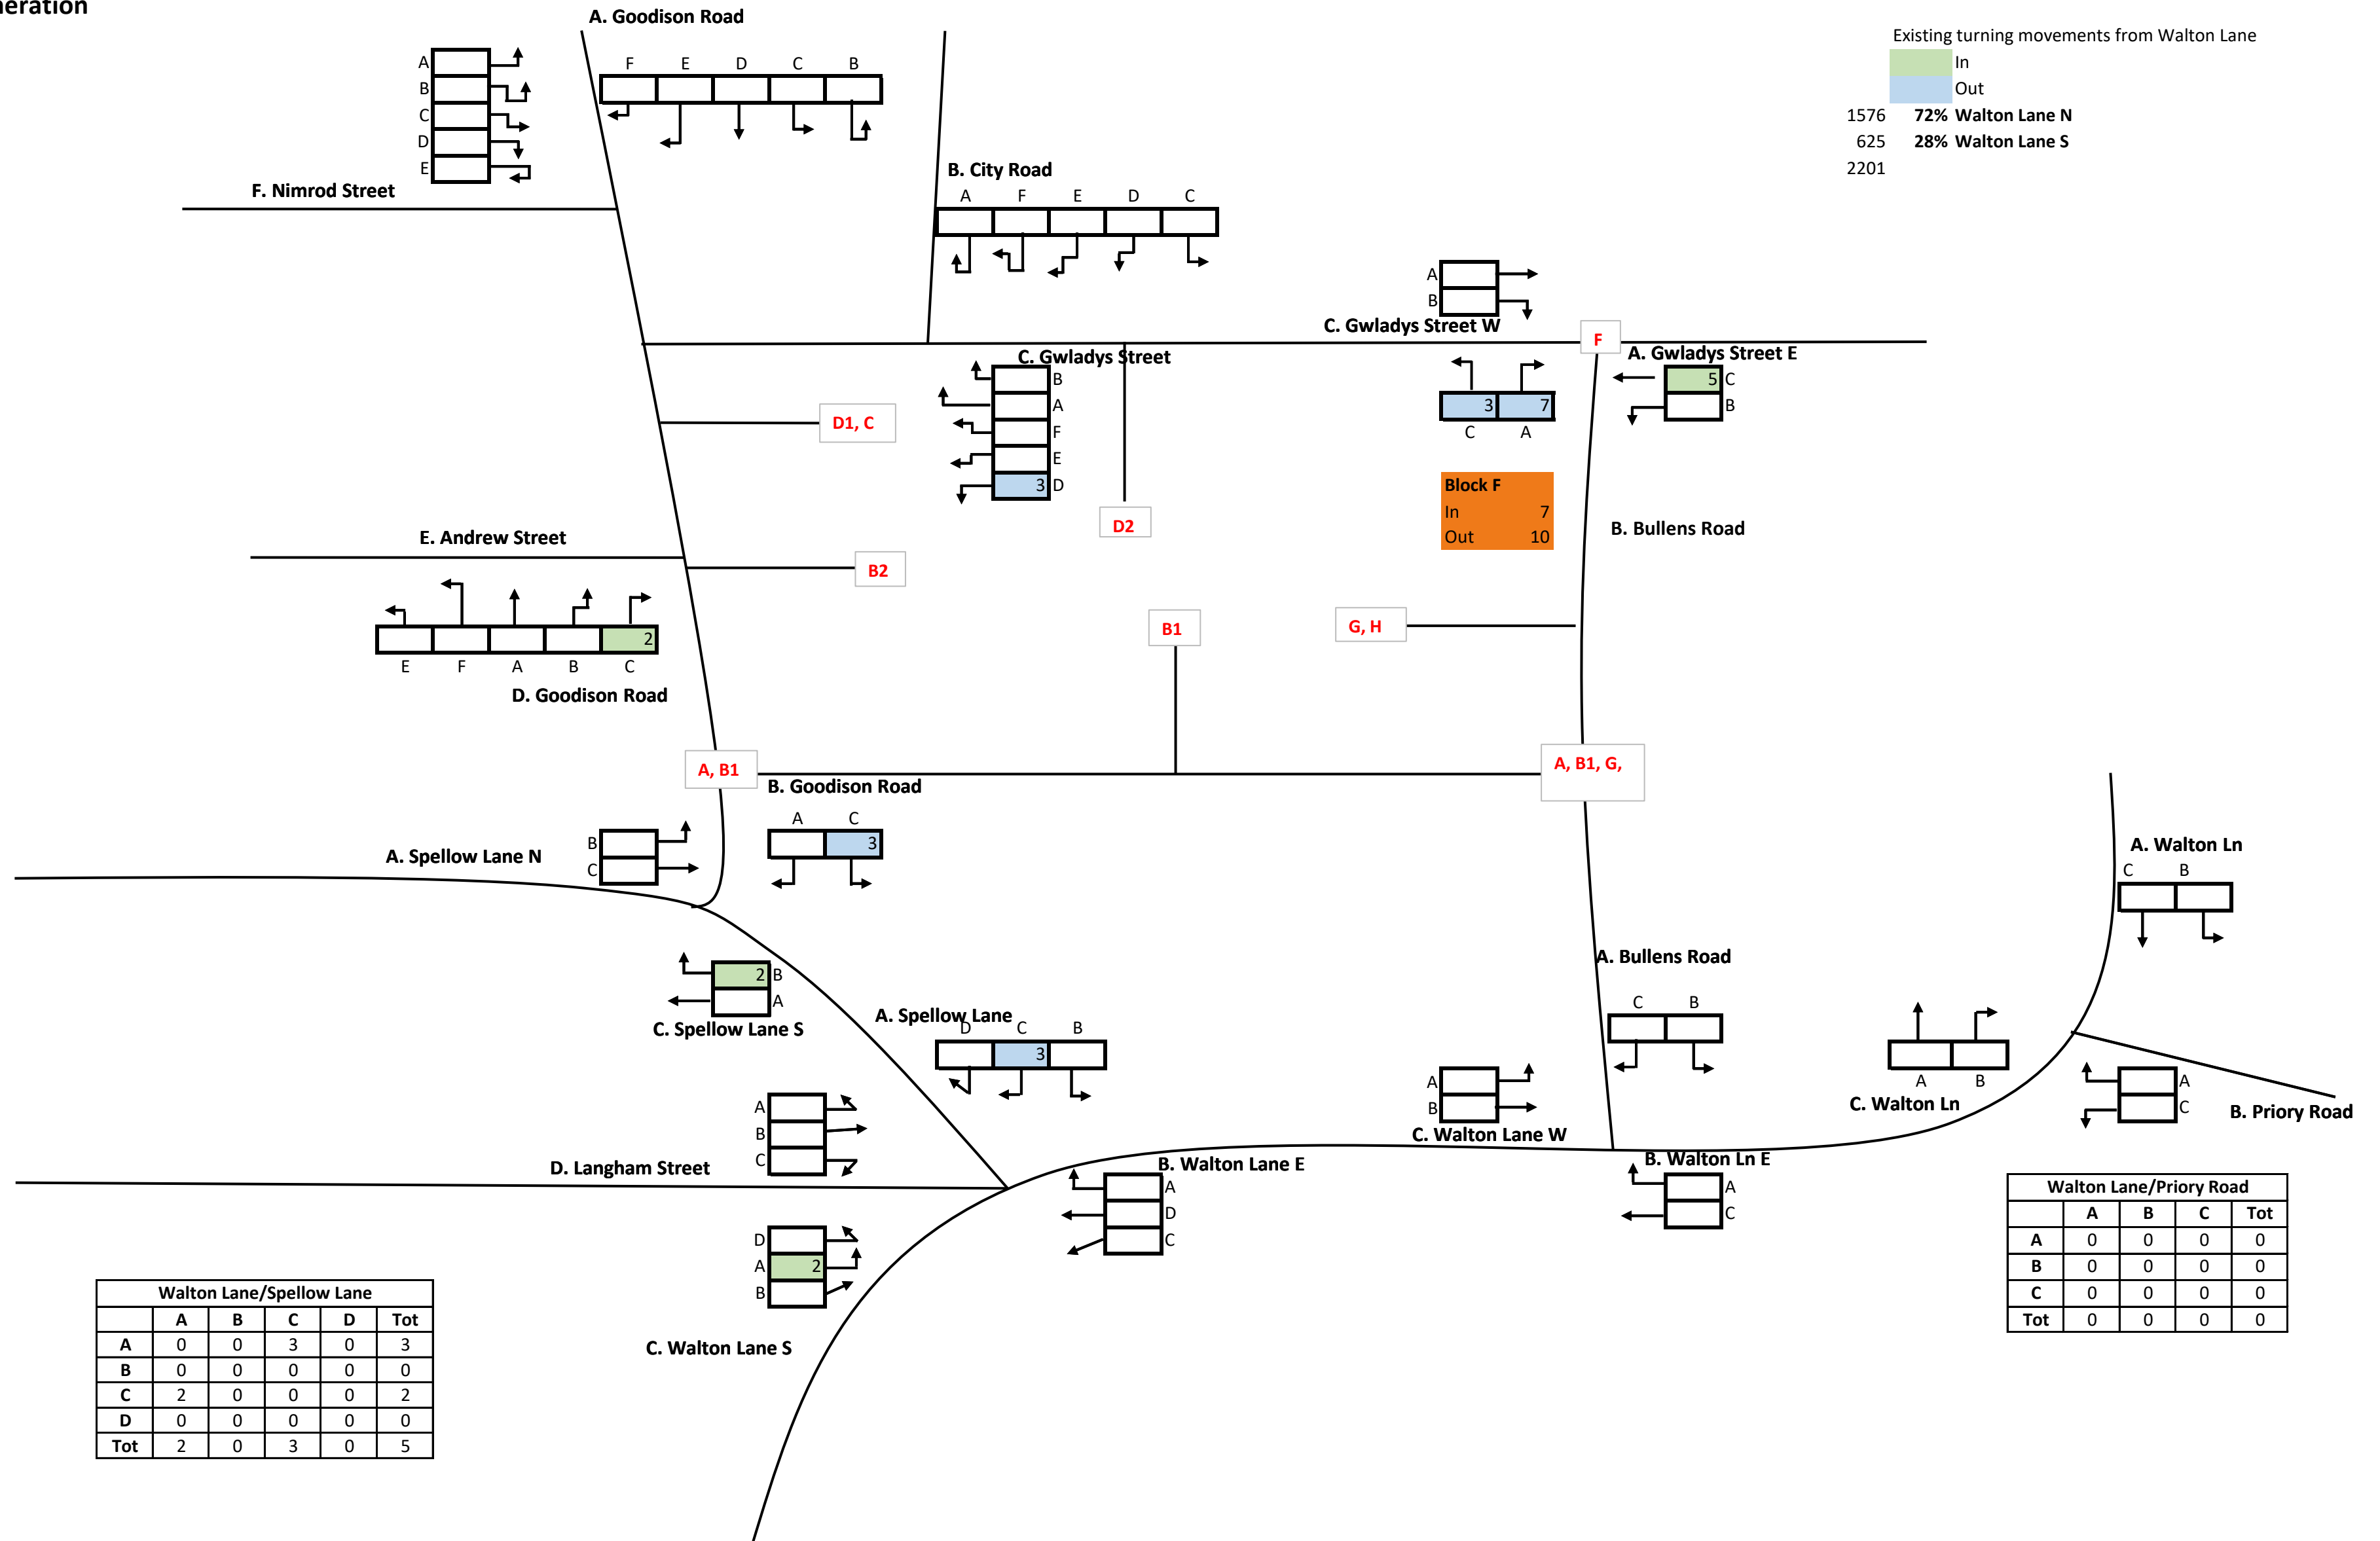 neration
A. Goodison Road
F E D C B
A
B
C
D
E
F. Nimrod Street
Existing turning movements from Walton Lane
In
Out
1576 72% Walton Lane N
625 28% Walton Lane S
2201
B. City Road
A F E D C
A
B
C. Gwladys Street W
F
A. Gwladys Street E
C. Gwladys Street
B
A
F
E
3 D
5 C
B
3 7
C A
D1, C
D2
Block F
In 7
Out 10
B. Bullens Road
E. Andrew Street
B2
B1
G, H
2
E F A B C
D. Goodison Road
A, B1
A, B1, G,
B. Goodison Road
A C
3
B
C
A. Spellow Lane N
A. Walton Ln
C B
2 B
A
C. Spellow Lane S
A. Spellow Lane
D C B
3
A. Bullens Road
C B
A B
C. Walton Ln
A
C
B. Priory Road
A
B
C. Walton Lane W
A
B
C
D. Langham Street
B. Walton Lane E
A
D
C
B. Walton Ln E
A
C
D
A 2
B
C. Walton Lane S
Walton Lane/Priory Road
A B C Tot
A 0 0 0 0
B 0 0 0 0
C 0 0 0 0
Tot 0 0 0 0
Walton Lane/Spellow Lane
A B C D Tot
A 0 0 3 0 3
B 0 0 0 0 0
C 2 0 0 0 2
D 0 0 0 0 0
Tot 2 0 3 0 5